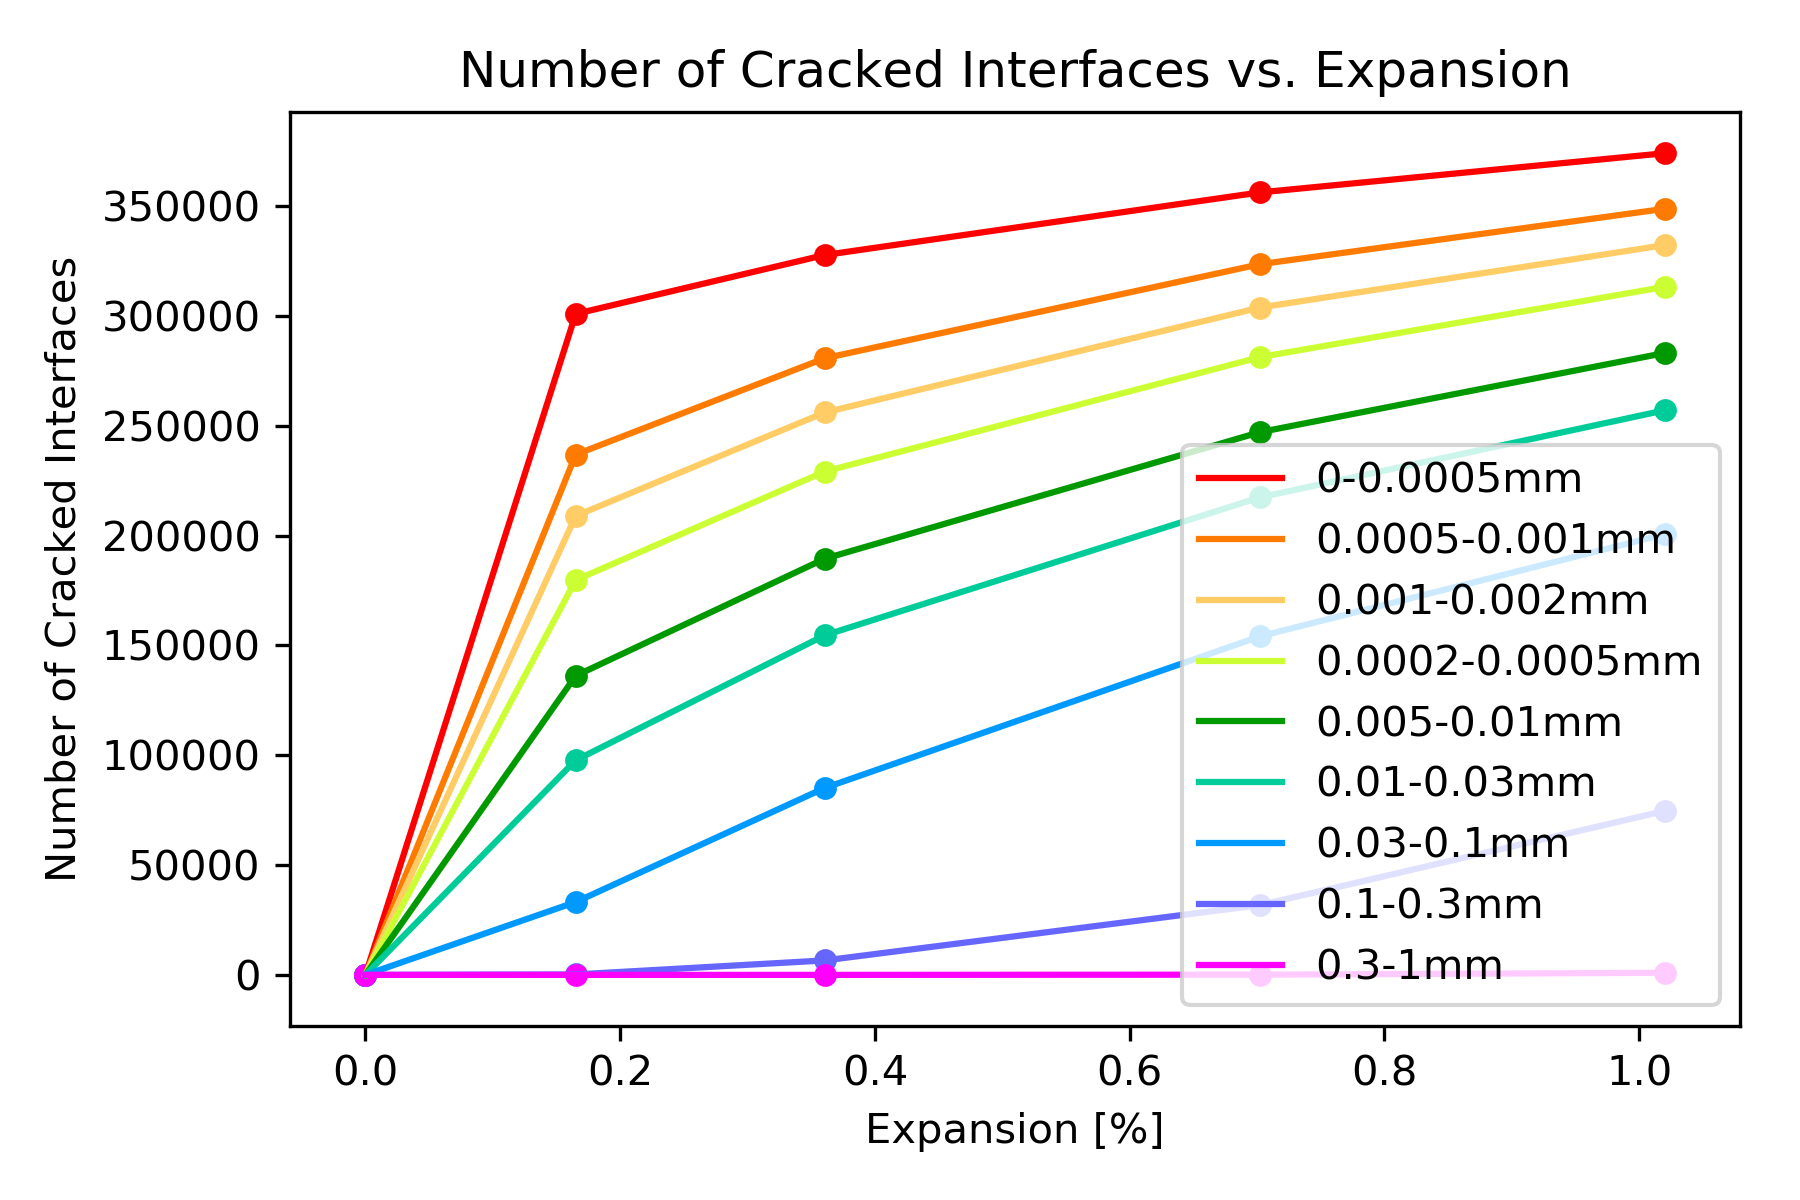 Number of Cracked Interfaces vs. Expansion
Number of Cracked Interfaces
350000
300000
250000
200000
150000
100000
50000
0
0-0.0005mm
0.0005-0.001mm
0.001-0.002mm
0.0002-0.0005mm
0.005-0.01mm
0.01-0.03mm
0.03-0.1mm
0.1-0.3mm
0.3-1mm
0.0 0.2 0.4 0.6 0.8 1.0
Expansion [%]